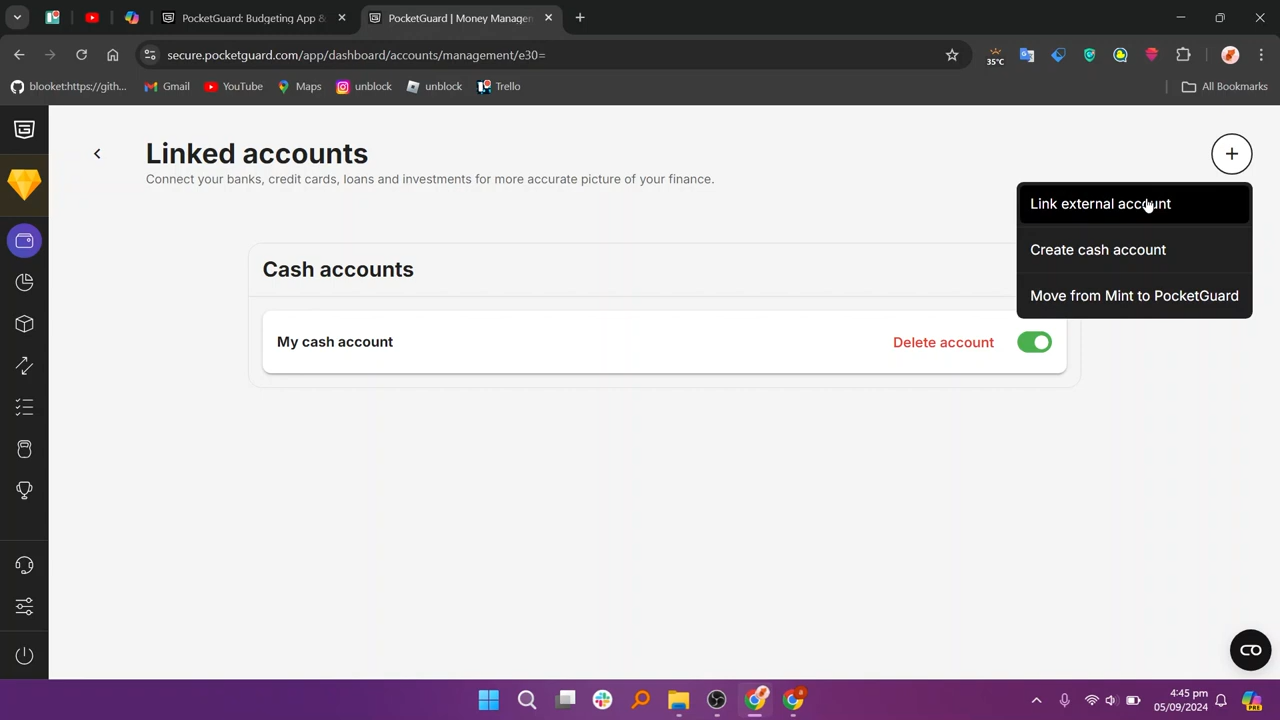 PocketGuard: Budgeting App &
PocketGuard | Money Managem
secure.pocketguard.com/app/dashboard/accounts/management/e30=
35°C
blooket:https://gith...
Gmail
YouTube
Maps
unblock
unblock
Trello
All Bookmarks
Linked accounts
Connect your banks, credit cards, loans and investments for more accurate picture of your finance.
Link external account
Create cash account
Move from Mint to PocketGuard
Cash accounts
My cash account
Delete account
4:45 pm
05/09/2024
PRE